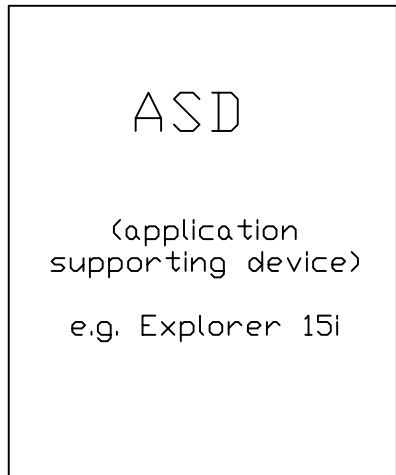 ASD
(application
supporting device)
e.g. Explorer 15i